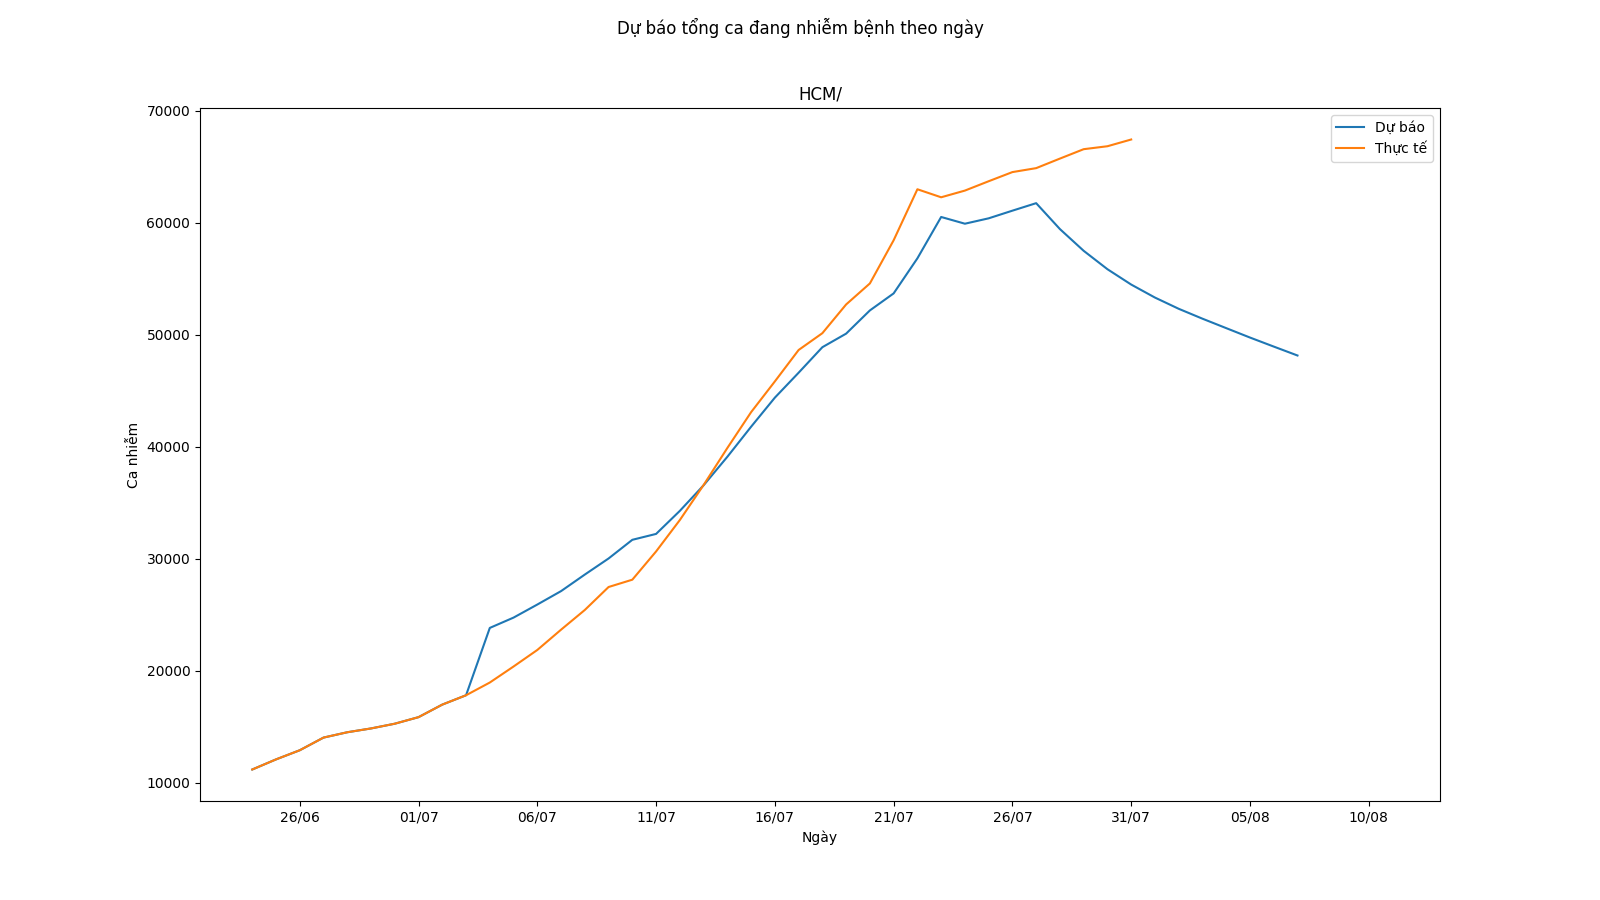 Dự báo tổng ca đang nhiễm bệnh theo ngày
HCM/
70000
60000
50000
40000
30000
20000
10000
Ca nhiễm
Dự báo
Thực tế
26/06
01/07
06/07
11/07
16/07
21/07
26/07
31/07
05/08
10/08
Ngày